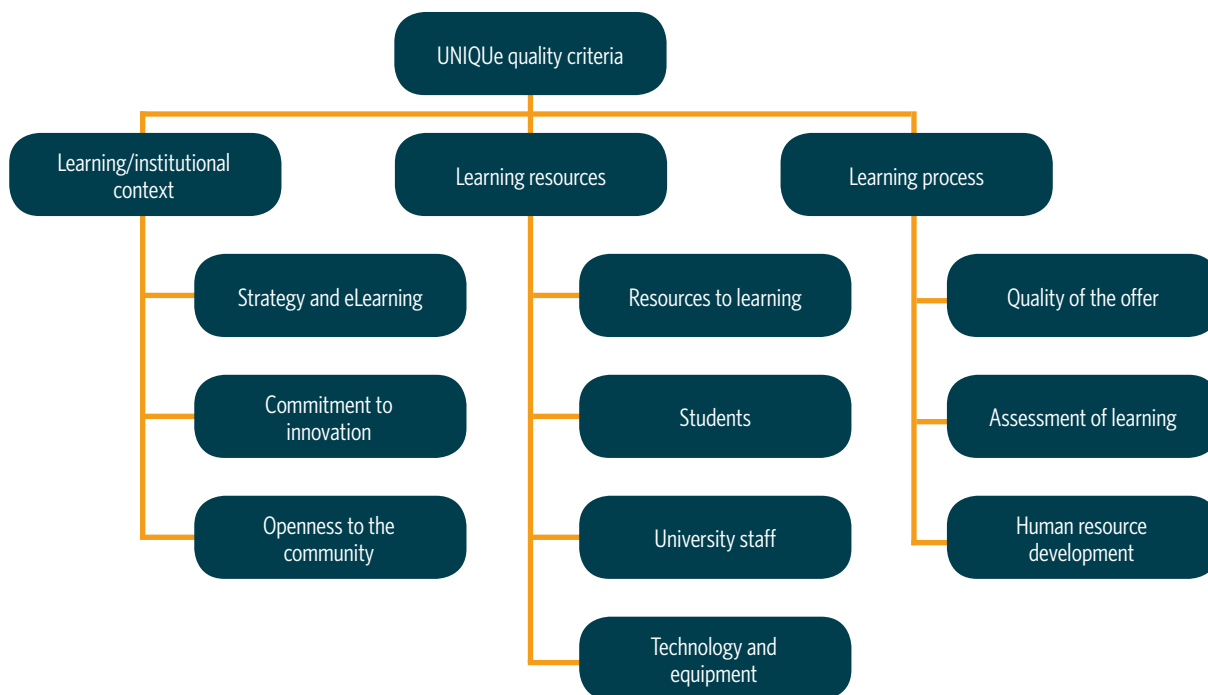 UNIQUe quality criteria
Learning/institutional
context
Learning resources
Learning process
Strategy and eLearning
Commitment to
innovation
Openness to the
community
Resources to learning
Students
University staff
Technology and
equipment
Quality of the offer
Assessment of learning
Human resource
development